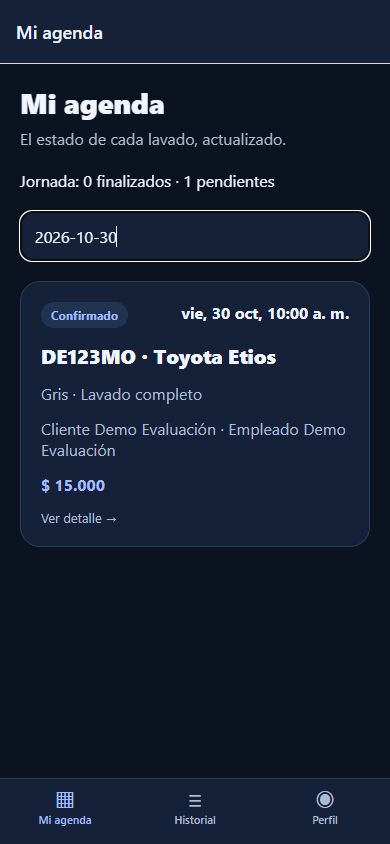 Mi agenda
Mi agenda
El estado de cada lavado, actualizado.
Jornada: 0 finalizados · 1 pendientes
2026-10-30
Confirmado
vie, 30 oct, 10:00 a. m.
DE123MO · Toyota Etios
Gris · Lavado completo
Cliente Demo Evaluación · Empleado Demo
Evaluación
$ 15.000
Ver detalle →
Mi agenda
Historial
Perfil